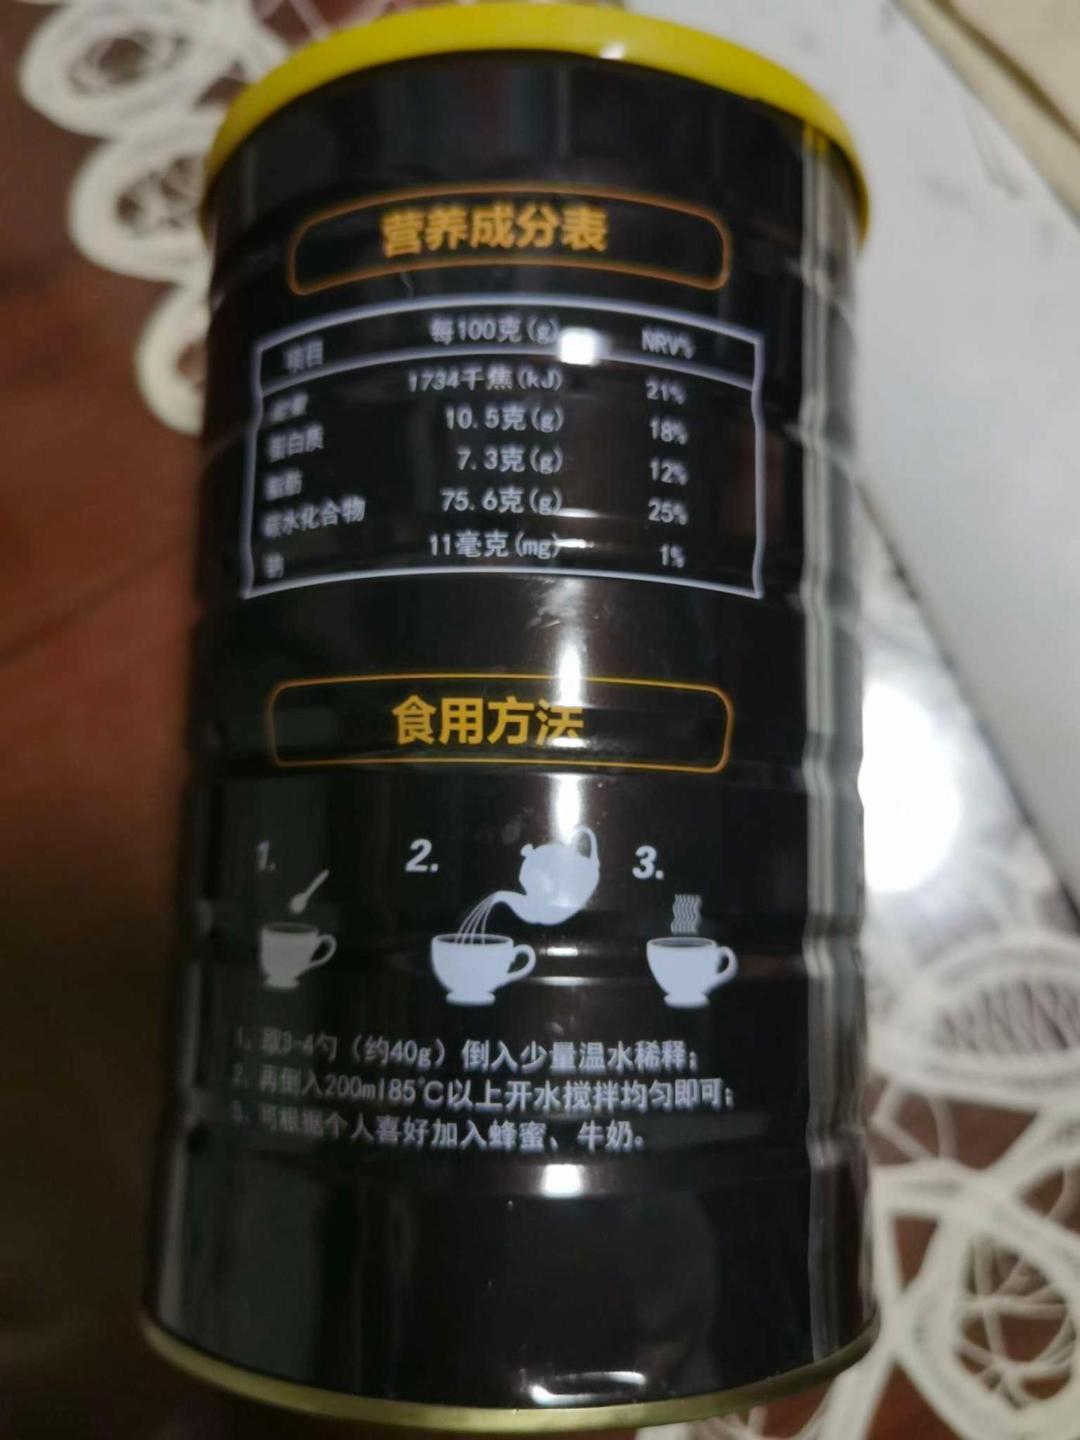 营养成分表
项目 每100克(g) NRV%
能量 1734千焦(kJ) 21%
蛋白质 10.5克(g) 18%
脂肪 7.3克(g) 12%
碳水化合物 75.6克(g) 25%
钠 11毫克(mg) 1%
食用方法
1. 2. 3.
1、取3-4勺（约40g）倒入少量温水稀释；
2、再倒入200ml85℃以上开水搅拌均匀即可；
3、可根据个人喜好加入蜂蜜、牛奶。